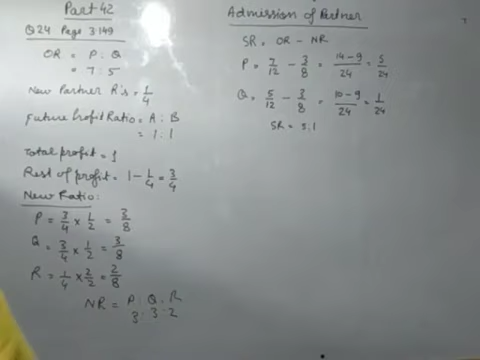 Part 42
Q24 Page 3.149
OR = P : Q
= 7 : 5
New Partner R's = 1/4
Future Profit Ratio = A : B
= 1 : 1
Total profit = 1
Rest of profit = 1 - 1/4 = 3/4
New Ratio:
P = 3/4 x 1/2 = 3/8
Q = 3/4 x 1/2 = 3/8
R = 1/4 x 2/2 = 2/8
NR = P : Q : R
3 : 3 : 2
Admission of Partner
SR = OR - NR
P = 7/12 - 3/8 = 14-9/24 = 5/24
Q = 5/12 - 3/8 = 10-9/24 = 1/24
SR = 5:1